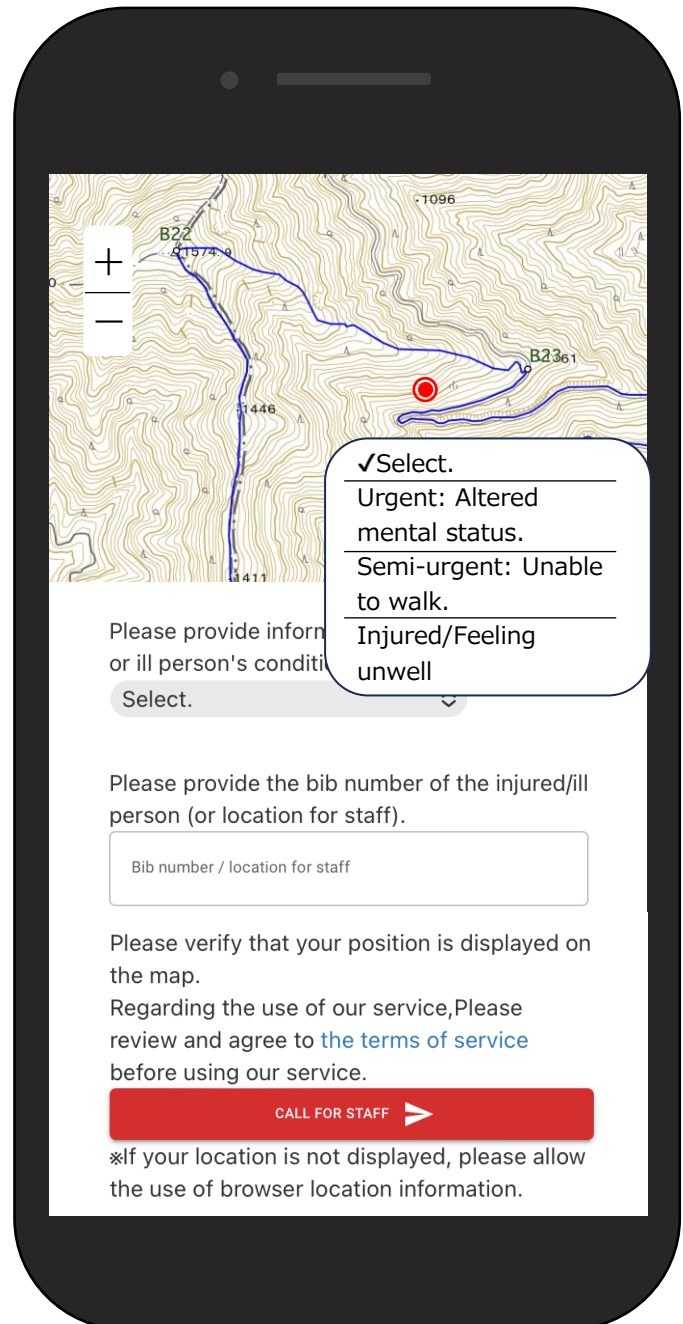 1096
B22
1574.9
B23
61
1446
1411
+
−
✓Select.
Urgent: Altered
mental status.
Semi-urgent: Unable
to walk.
Injured/Feeling
unwell
Please provide inform
or ill person's conditi
Select.
Please provide the bib number of the injured/ill
person (or location for staff).
Bib number / location for staff
Please verify that your position is displayed on
the map.
Regarding the use of our service,Please
review and agree to the terms of service
before using our service.
CALL FOR STAFF
※If your location is not displayed, please allow
the use of browser location information.